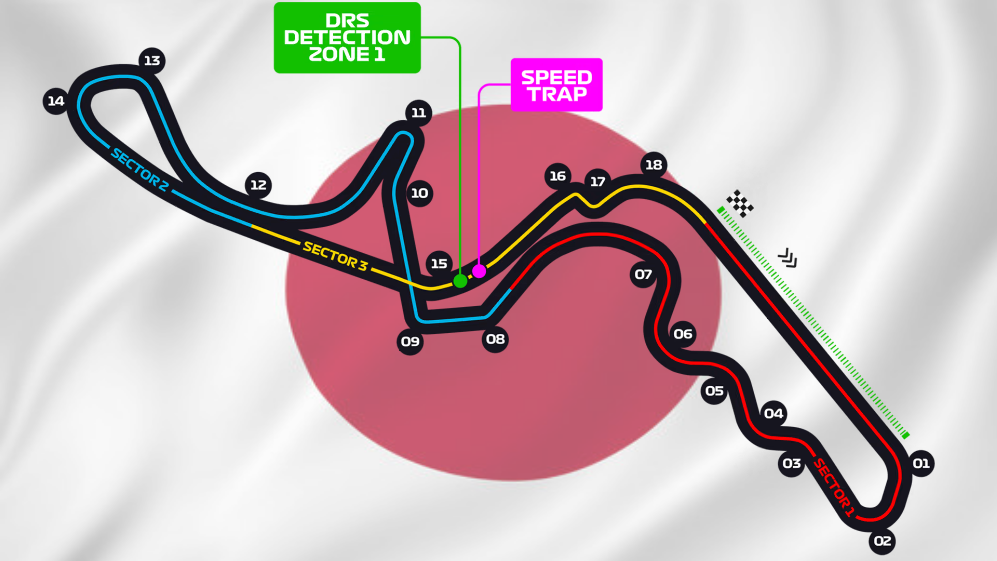 DRS
DETECTION
ZONE 1
SPEED
TRAP
13
14
11
SECTOR 2
12
10
16
17
18
SECTOR 3
15
07
09
08
06
05
04
03
SECTOR 1
01
02